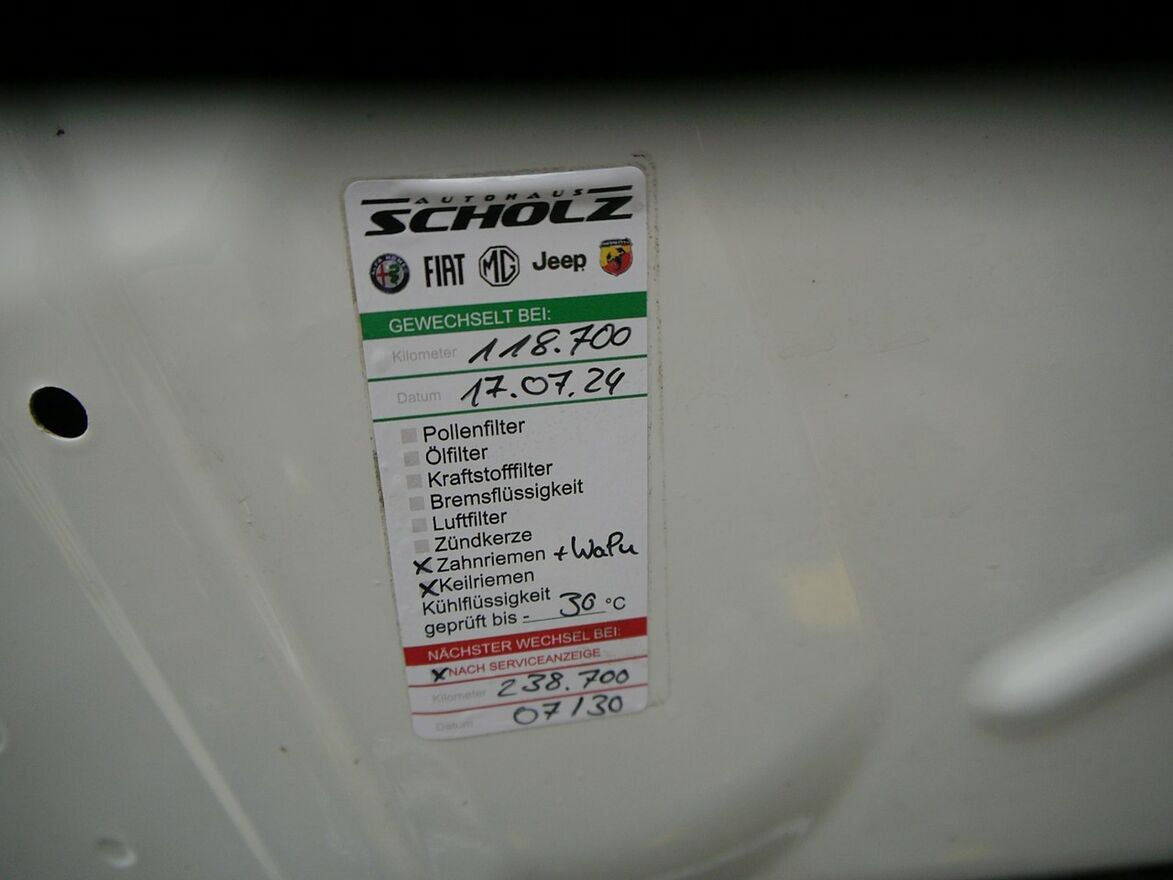 AUTOHAUS
SCHOLZ
FIAT MG Jeep
GEWECHSELT BEI:
Kilometer 118.700
Datum 17.07.24
Pollenfilter
Ölfilter
Kraftstofffilter
Bremsflüssigkeit
Luftfilter
Zündkerze
x Zahnriemen + WaPu
x Keilriemen
Kühlflüssigkeit
geprüft bis - 30 °C
NÄCHSTER WECHSEL BEI:
x NACH SERVICEANZEIGE
Kilometer 238.700
Datum 07/30